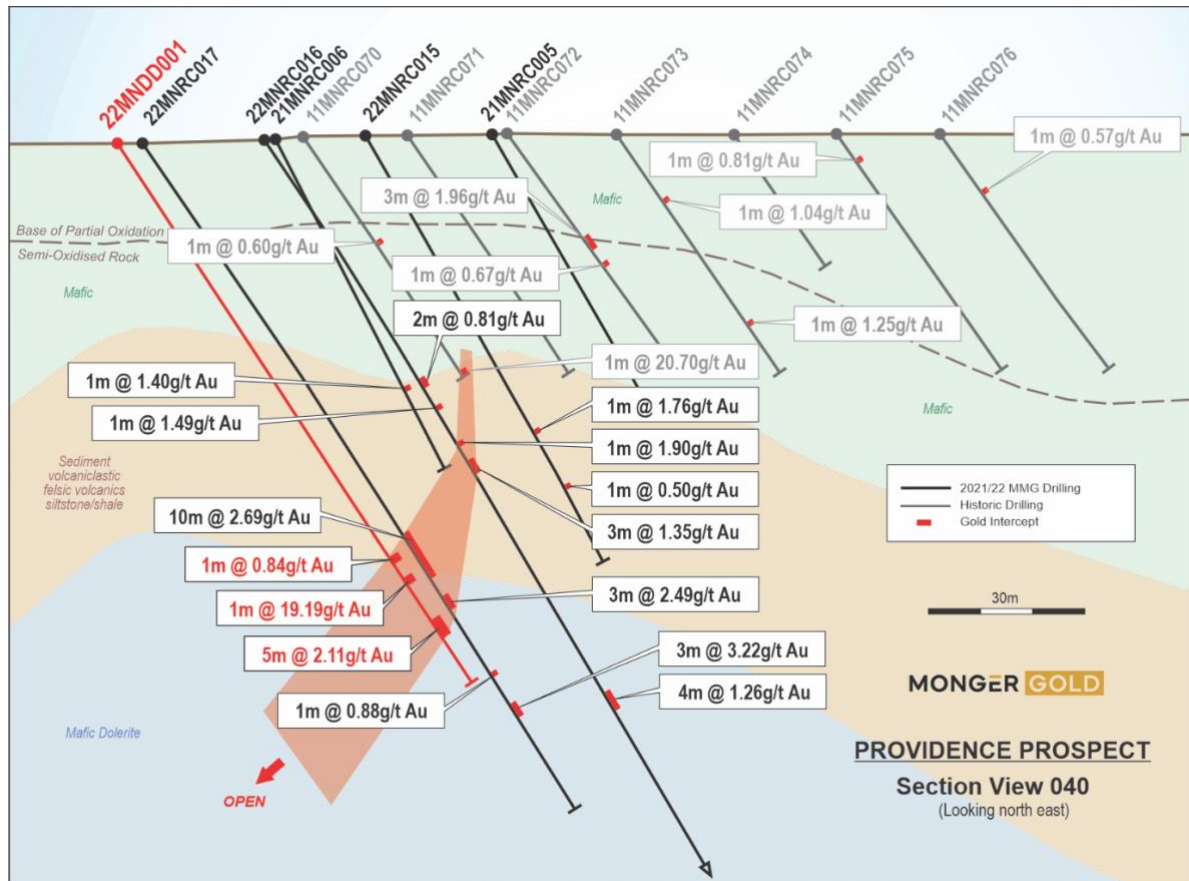 22MNDD001
22MNRC017
22MNRC016
21MNRC006
11MNRC070
22MNRC015
11MNRC071
21MNRC005
11MNRC072
11MNRC073
11MNRC074
11MNRC075
11MNRC076
1m @ 0.57g/t Au
1m @ 0.81g/t Au
3m @ 1.96g/t Au
Mafic
1m @ 1.04g/t Au
Base of Partial Oxidation
1m @ 0.60g/t Au
Semi-Oxidised Rock
1m @ 0.67g/t Au
Mafic
2m @ 0.81g/t Au
1m @ 1.25g/t Au
1m @ 20.70g/t Au
1m @ 1.40g/t Au
1m @ 1.76g/t Au
Mafic
1m @ 1.49g/t Au
1m @ 1.90g/t Au
Sediment
volcaniclastic
felsic volcanics
siltstone/shale
1m @ 0.50g/t Au
2021/22 MMG Drilling
Historic Drilling
Gold Intercept
10m @ 2.69g/t Au
3m @ 1.35g/t Au
1m @ 0.84g/t Au
3m @ 2.49g/t Au
30m
1m @ 19.19g/t Au
5m @ 2.11g/t Au
3m @ 3.22g/t Au
4m @ 1.26g/t Au
MONGER GOLD
1m @ 0.88g/t Au
Mafic Dolerite
PROVIDENCE PROSPECT
Section View 040
(Looking north east)
OPEN